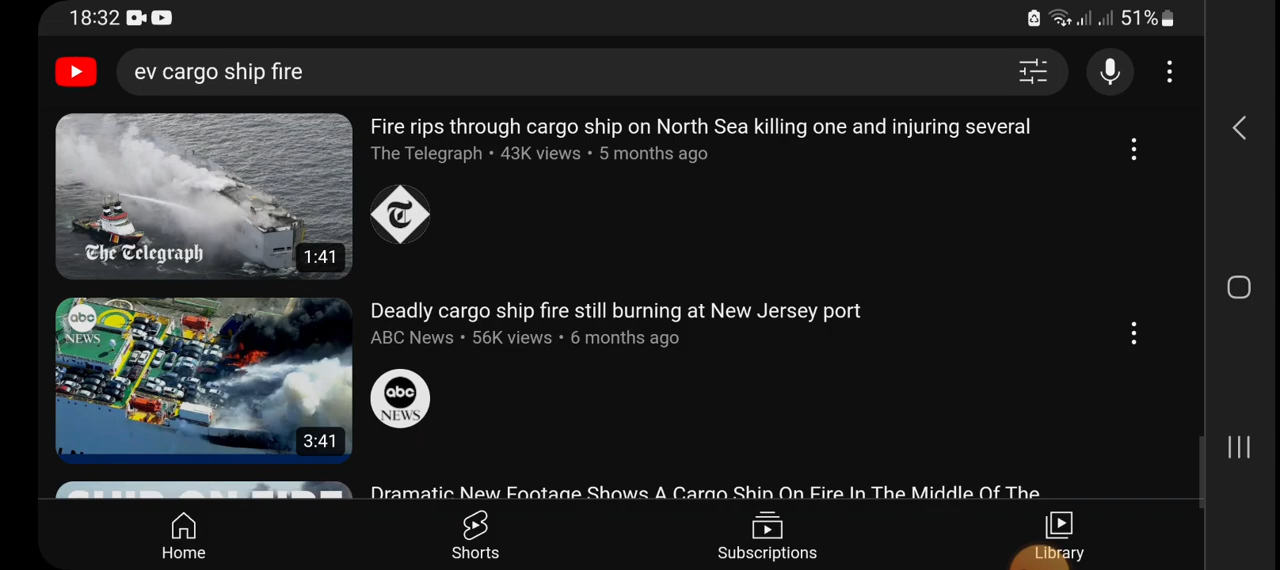 18:32
51%
ev cargo ship fire
Fire rips through cargo ship on North Sea killing one and injuring several
The Telegraph • 43K views • 5 months ago
The Telegraph
1:41
T
Deadly cargo ship fire still burning at New Jersey port
ABC News • 56K views • 6 months ago
abc
NEWS
abc
NEWS
3:41
SHIP ON FIRE
Dramatic New Footage Shows A Cargo Ship On Fire In The Middle Of The
Home
Shorts
Subscriptions
Library